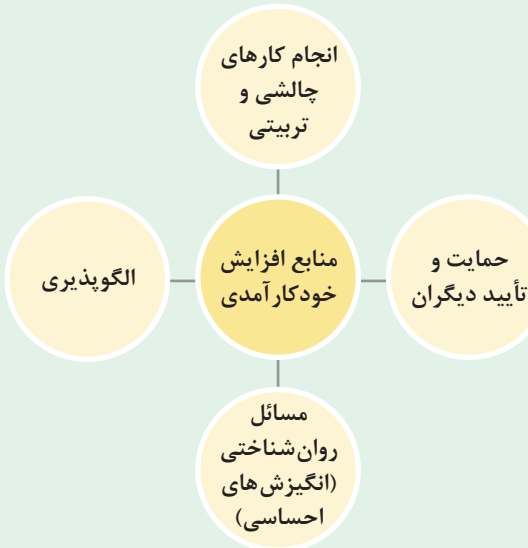 انجام کارهای
چالشی و
تربیتی
حمایت و
تأیید دیگران
منابع افزایش
خودکارآمدی
الگوپذیری
مسائل
روان‌شناختی
(انگیزش‌های
احساسی)